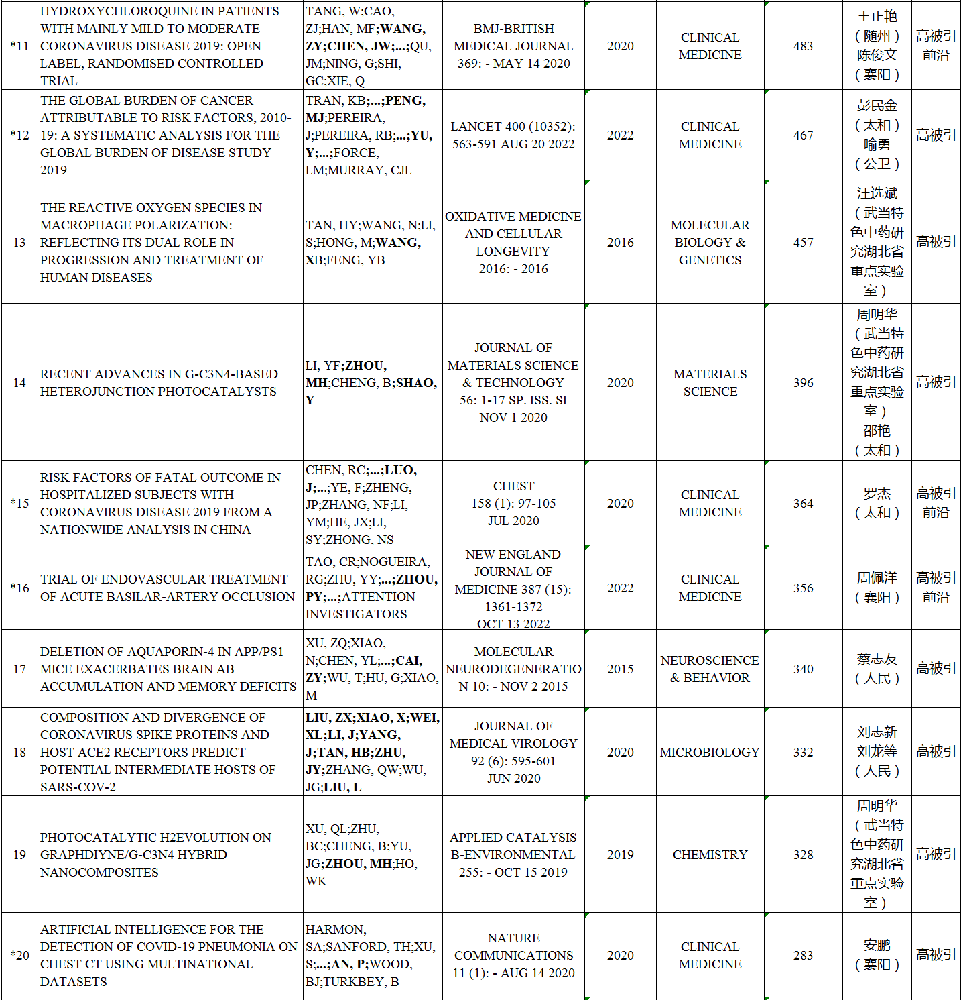 *11
HYDROXYCHLOROQUINE IN PATIENTS
WITH MAINLY MILD TO MODERATE
CORONAVIRUS DISEASE 2019: OPEN
LABEL, RANDOMISED CONTROLLED
TRIAL
TANG, W;CAO,
ZJ;HAN, MF;WANG,
ZY;CHEN, JW;...;QU,
JM;NING, G;SHI,
GC;XIE, Q
BMJ-BRITISH
MEDICAL JOURNAL
369: - MAY 14 2020
2020
CLINICAL
MEDICINE
483
王正艳
（随州）
陈俊文
（襄阳）
高被引
前沿
*12
THE GLOBAL BURDEN OF CANCER
ATTRIBUTABLE TO RISK FACTORS, 2010-
19: A SYSTEMATIC ANALYSIS FOR THE
GLOBAL BURDEN OF DISEASE STUDY
2019
TRAN, KB;...;PENG,
MJ;PEREIRA,
J;PEREIRA, RB;...;YU,
Y;...;FORCE,
LM;MURRAY, CJL
LANCET 400 (10352):
563-591 AUG 20 2022
2022
CLINICAL
MEDICINE
467
彭民金
（太和）
喻勇
（公卫）
高被引
13
THE REACTIVE OXYGEN SPECIES IN
MACROPHAGE POLARIZATION:
REFLECTING ITS DUAL ROLE IN
PROGRESSION AND TREATMENT OF
HUMAN DISEASES
TAN, HY;WANG, N;LI,
S;HONG, M;WANG,
XB;FENG, YB
OXIDATIVE MEDICINE
AND CELLULAR
LONGEVITY
2016: - 2016
2016
MOLECULAR
BIOLOGY &
GENETICS
457
汪选斌
（武当特
色中药研
究湖北省
重点实验
室）
高被引
14
RECENT ADVANCES IN G-C3N4-BASED
HETEROJUNCTION PHOTOCATALYSTS
LI, YF;ZHOU,
MH;CHENG, B;SHAO,
Y
JOURNAL OF
MATERIALS SCIENCE
& TECHNOLOGY
56: 1-17 SP. ISS. SI
NOV 1 2020
2020
MATERIALS
SCIENCE
396
周明华
（武当特
色中药研
究湖北省
重点实验
室）
邵艳
（太和）
高被引
*15
RISK FACTORS OF FATAL OUTCOME IN
HOSPITALIZED SUBJECTS WITH
CORONAVIRUS DISEASE 2019 FROM A
NATIONWIDE ANALYSIS IN CHINA
CHEN, RC;...;LUO,
J;...;YE, F;ZHENG,
JP;ZHANG, NF;LI,
YM;HE, JX;LI,
SY;ZHONG, NS
CHEST
158 (1): 97-105
JUL 2020
2020
CLINICAL
MEDICINE
364
罗杰
（太和）
高被引
前沿
*16
TRIAL OF ENDOVASCULAR TREATMENT
OF ACUTE BASILAR-ARTERY OCCLUSION
TAO, CR;NOGUEIRA,
RG;ZHU, YY;...;ZHOU,
PY;...;ATTENTION
INVESTIGATORS
NEW ENGLAND
JOURNAL OF
MEDICINE 387 (15):
1361-1372
OCT 13 2022
2022
CLINICAL
MEDICINE
356
周佩洋
（襄阳）
高被引
前沿
17
DELETION OF AQUAPORIN-4 IN APP/PS1
MICE EXACERBATES BRAIN AB
ACCUMULATION AND MEMORY DEFICITS
XU, ZQ;XIAO,
N;CHEN, YL;...;CAI,
ZY;WU, T;HU, G;XIAO,
M
MOLECULAR
NEURODEGENERATIO
N 10: - NOV 2 2015
2015
NEUROSCIENCE
& BEHAVIOR
340
蔡志友
（人民）
高被引
18
COMPOSITION AND DIVERGENCE OF
CORONAVIRUS SPIKE PROTEINS AND
HOST ACE2 RECEPTORS PREDICT
POTENTIAL INTERMEDIATE HOSTS OF
SARS-COV-2
LIU, ZX;XIAO, X;WEI,
XL;LI, J;YANG,
J;TAN, HB;ZHU,
JY;ZHANG, QW;WU,
JG;LIU, L
JOURNAL OF
MEDICAL VIROLOGY
92 (6): 595-601
JUN 2020
2020
MICROBIOLOGY
332
刘志新
刘龙等
（人民）
高被引
19
PHOTOCATALYTIC H2EVOLUTION ON
GRAPHDIYNE/G-C3N4 HYBRID
NANOCOMPOSITES
XU, QL;ZHU,
BC;CHENG, B;YU,
JG;ZHOU, MH;HO,
WK
APPLIED CATALYSIS
B-ENVIRONMENTAL
255: - OCT 15 2019
2019
CHEMISTRY
328
周明华
（武当特
色中药研
究湖北省
重点实验
室）
高被引
*20
ARTIFICIAL INTELLIGENCE FOR THE
DETECTION OF COVID-19 PNEUMONIA ON
CHEST CT USING MULTINATIONAL
DATASETS
HARMON,
SA;SANFORD, TH;XU,
S;...;AN, P;WOOD,
BJ;TURKBEY, B
NATURE
COMMUNICATIONS
11 (1): - AUG 14 2020
2020
CLINICAL
MEDICINE
283
安鹏
（襄阳）
高被引